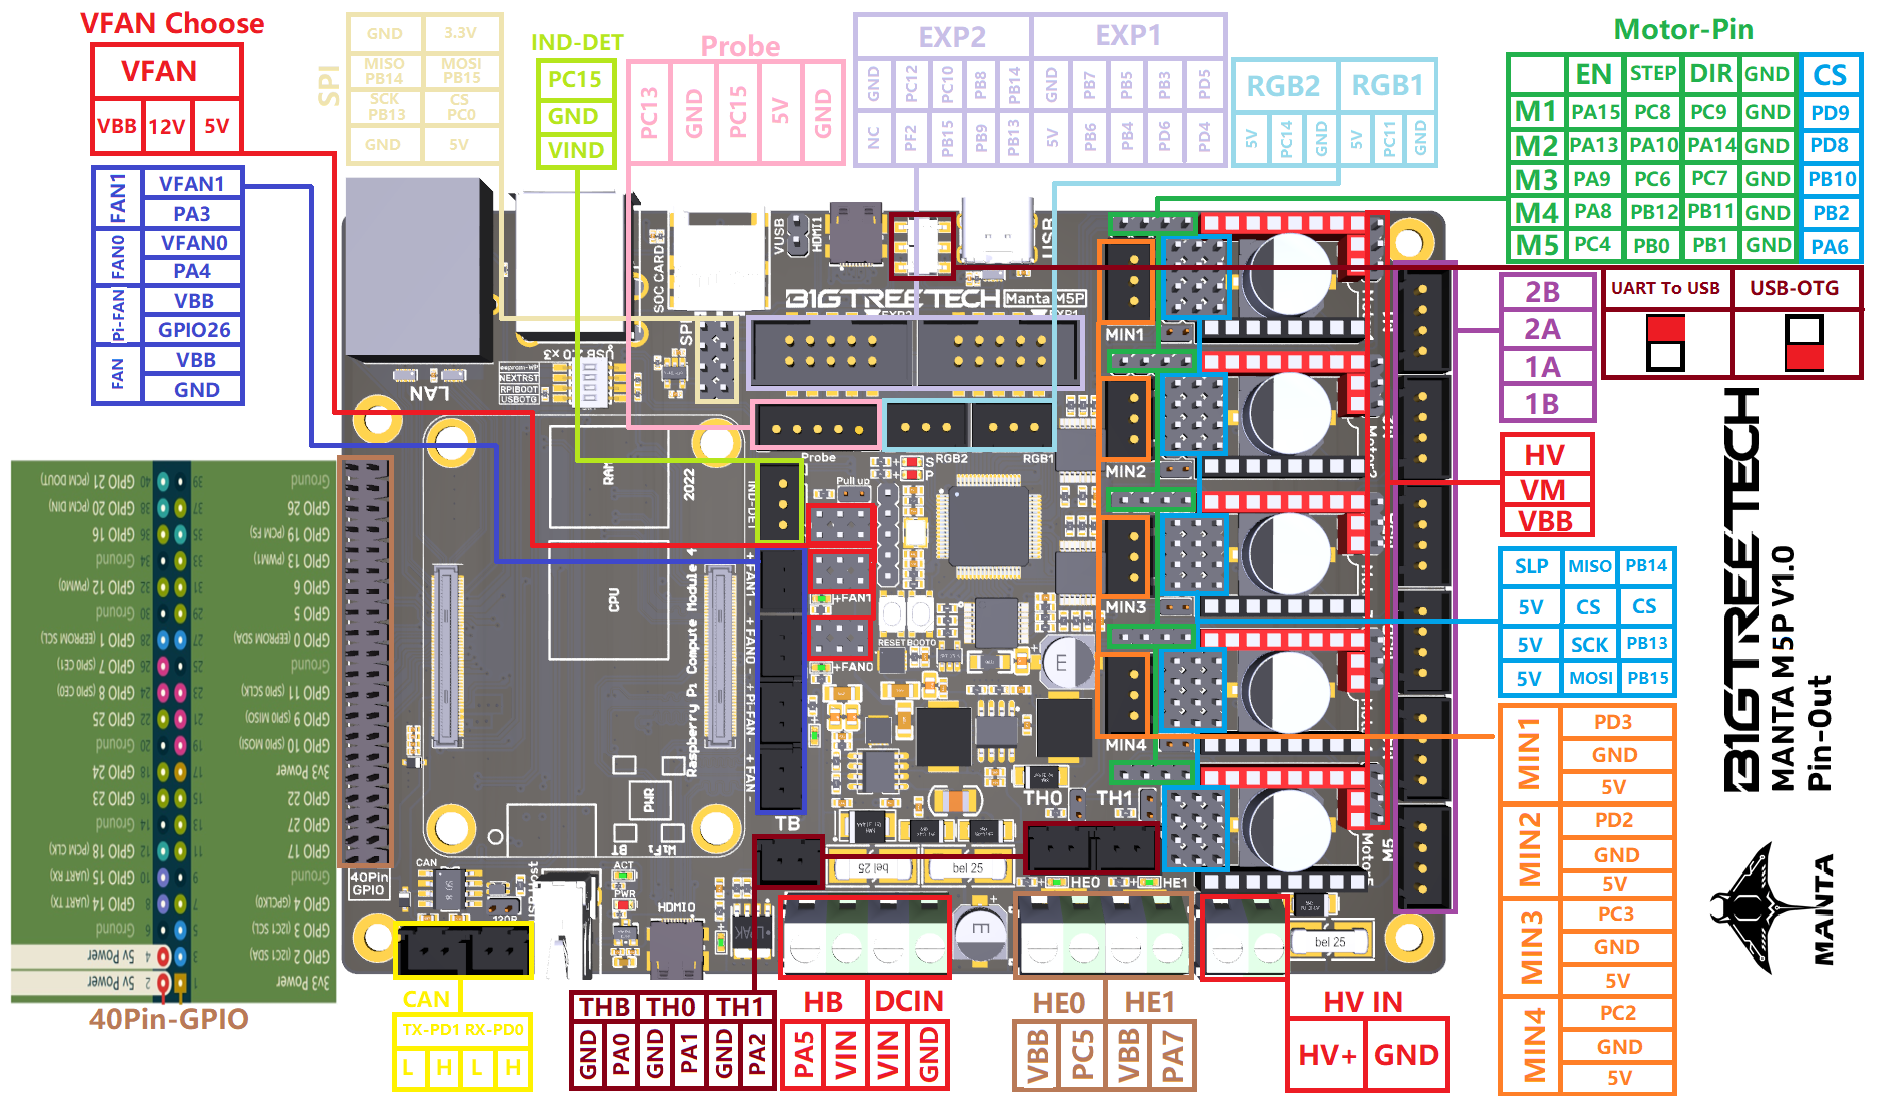 VFAN Choose
VFAN
VBB 12V 5V
FAN1 VFAN1
PA3
FAN0 VFAN0
PA4
Pi-FAN VBB
GPIO26
FAN VBB
GND
SPI
GND 3.3V
MISO PB14 MOSI PB15
SCK PB13 CS PC0
GND 5V
IND-DET
PC15
GND
VIND
Probe
PC13 GND PC15 5V GND
EXP2 EXP1
GND PC12 PC10 PB8 PB14 GND PB7 PB5 PB3 PD5
NC PF2 PB15 PB9 PB13 5V PB6 PB4 PD6 PD4
RGB2 RGB1
5V PC14 GND 5V PC11 GND
Motor-Pin
EN STEP DIR GND CS
M1 PA15 PC8 PC9 GND PD9
M2 PA13 PA10 PA14 GND PD8
M3 PA9 PC6 PC7 GND PB10
M4 PA8 PB12 PB11 GND PB2
M5 PC4 PB0 PB1 GND PA6
2B
2A
1A
1B
UART To USB USB-OTG
HV
VM
VBB
SLP MISO PB14
5V CS CS
5V SCK PB13
5V MOSI PB15
MIN1 PD3
GND
5V
MIN2 PD2
GND
5V
MIN3 PC3
GND
5V
MIN4 PC2
GND
5V
BIGTREETECH
MANTA M5P V1.0
Pin-Out
MANTA
SOC CARD
VUSB
HDMI1
USB
BIGTREETECH Manta M5P
EXP2 EXP1
SPI
USB 2.0 ×3
LAN
eeprom-WP
NEXTRST
RPIBOOT
USBOTG
MIN1
MIN2
MIN3
MIN4
Probe
RGB2
RGB1
IND-DET
Pull up
S
P
RAM
2022
CPU
Raspberry Pi Compute Module 4
+ FAN1 - + FAN0 - + Pi-FAN - + FAN -
+FAN1
+FAN0
RESET BOOT0
PWR
BT WiFi
TB
TH0 TH1
HE0 HE1
M5
bel 25
bel 25
bel 25
CAN
120R
USB Host
ACT
PWR
HDMI0
40Pin
GPIO
40 GPIO 21 (PCM DOUT) 39 Ground
38 GPIO 20 (PCM DIN) 37 GPIO 26
36 GPIO 16 35 GPIO 19 (PCM FS)
34 Ground 33 GPIO 13 (PWM1)
32 GPIO 12 (PWM0) 31 GPIO 6
30 Ground 29 GPIO 5
28 GPIO 1 (EEPROM SCL) 27 GPIO 0 (EEPROM SDA)
26 GPIO 7 (SPI0 CE1) 25 Ground
24 GPIO 8 (SPI0 CE0) 23 GPIO 11 (SPI0 SCLK)
22 GPIO 25 21 GPIO 9 (SPI0 MISO)
20 Ground 19 GPIO 10 (SPI0 MOSI)
18 GPIO 24 17 3v3 Power
16 GPIO 23 15 GPIO 22
14 Ground 13 GPIO 27
12 GPIO 18 (PCM CLK) 11 GPIO 17
10 GPIO 15 (UART RX) 9 Ground
8 GPIO 14 (UART TX) 7 GPIO 4 (GPCLK0)
6 Ground 5 GPIO 3 (I2C1 SCL)
4 5v Power 3 GPIO 2 (I2C1 SDA)
2 5v Power 1 3v3 Power
40Pin-GPIO
CAN
TX-PD1 RX-PD0
L H L H
THB TH0 TH1
GND PA0 GND PA1 GND PA2
HB DCIN
PA5 VIN VIN GND
HE0 HE1
VBB PC5 VBB PA7
HV IN
HV+ GND